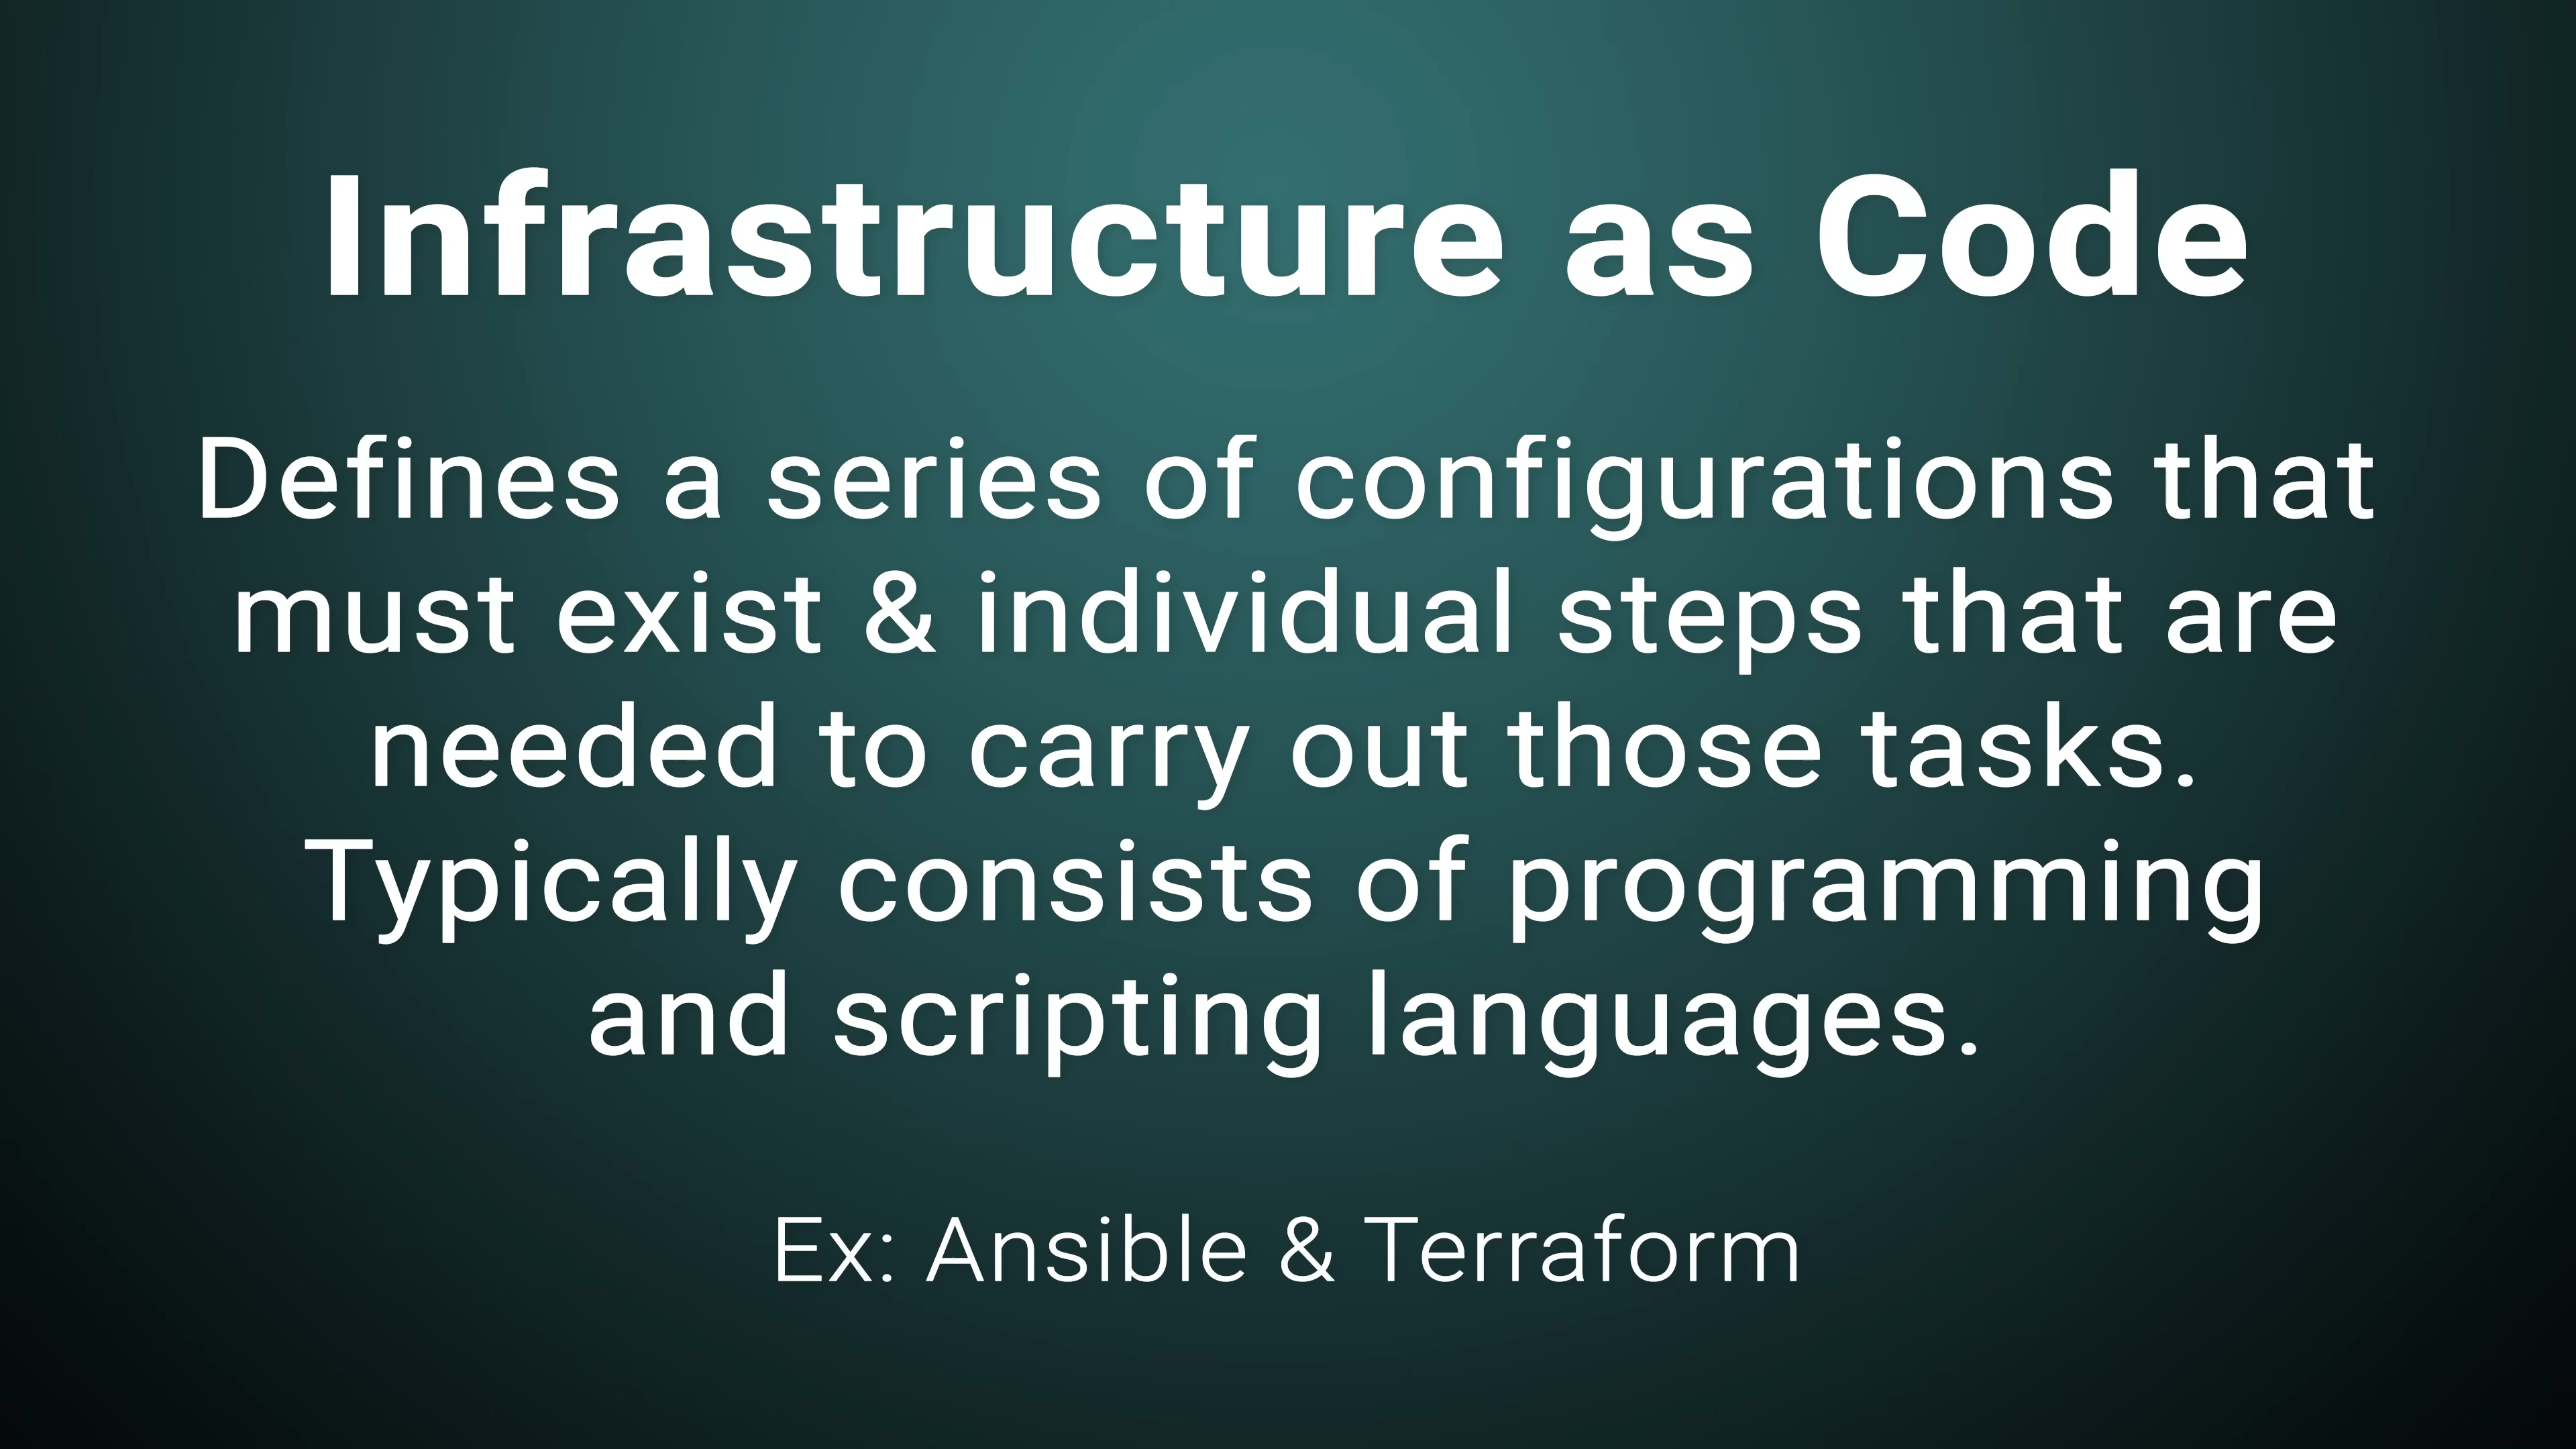 Infrastructure as Code
Defines a series of configurations that
must exist & individual steps that are
needed to carry out those tasks.
Typically consists of programming
and scripting languages.
Ex: Ansible & Terraform